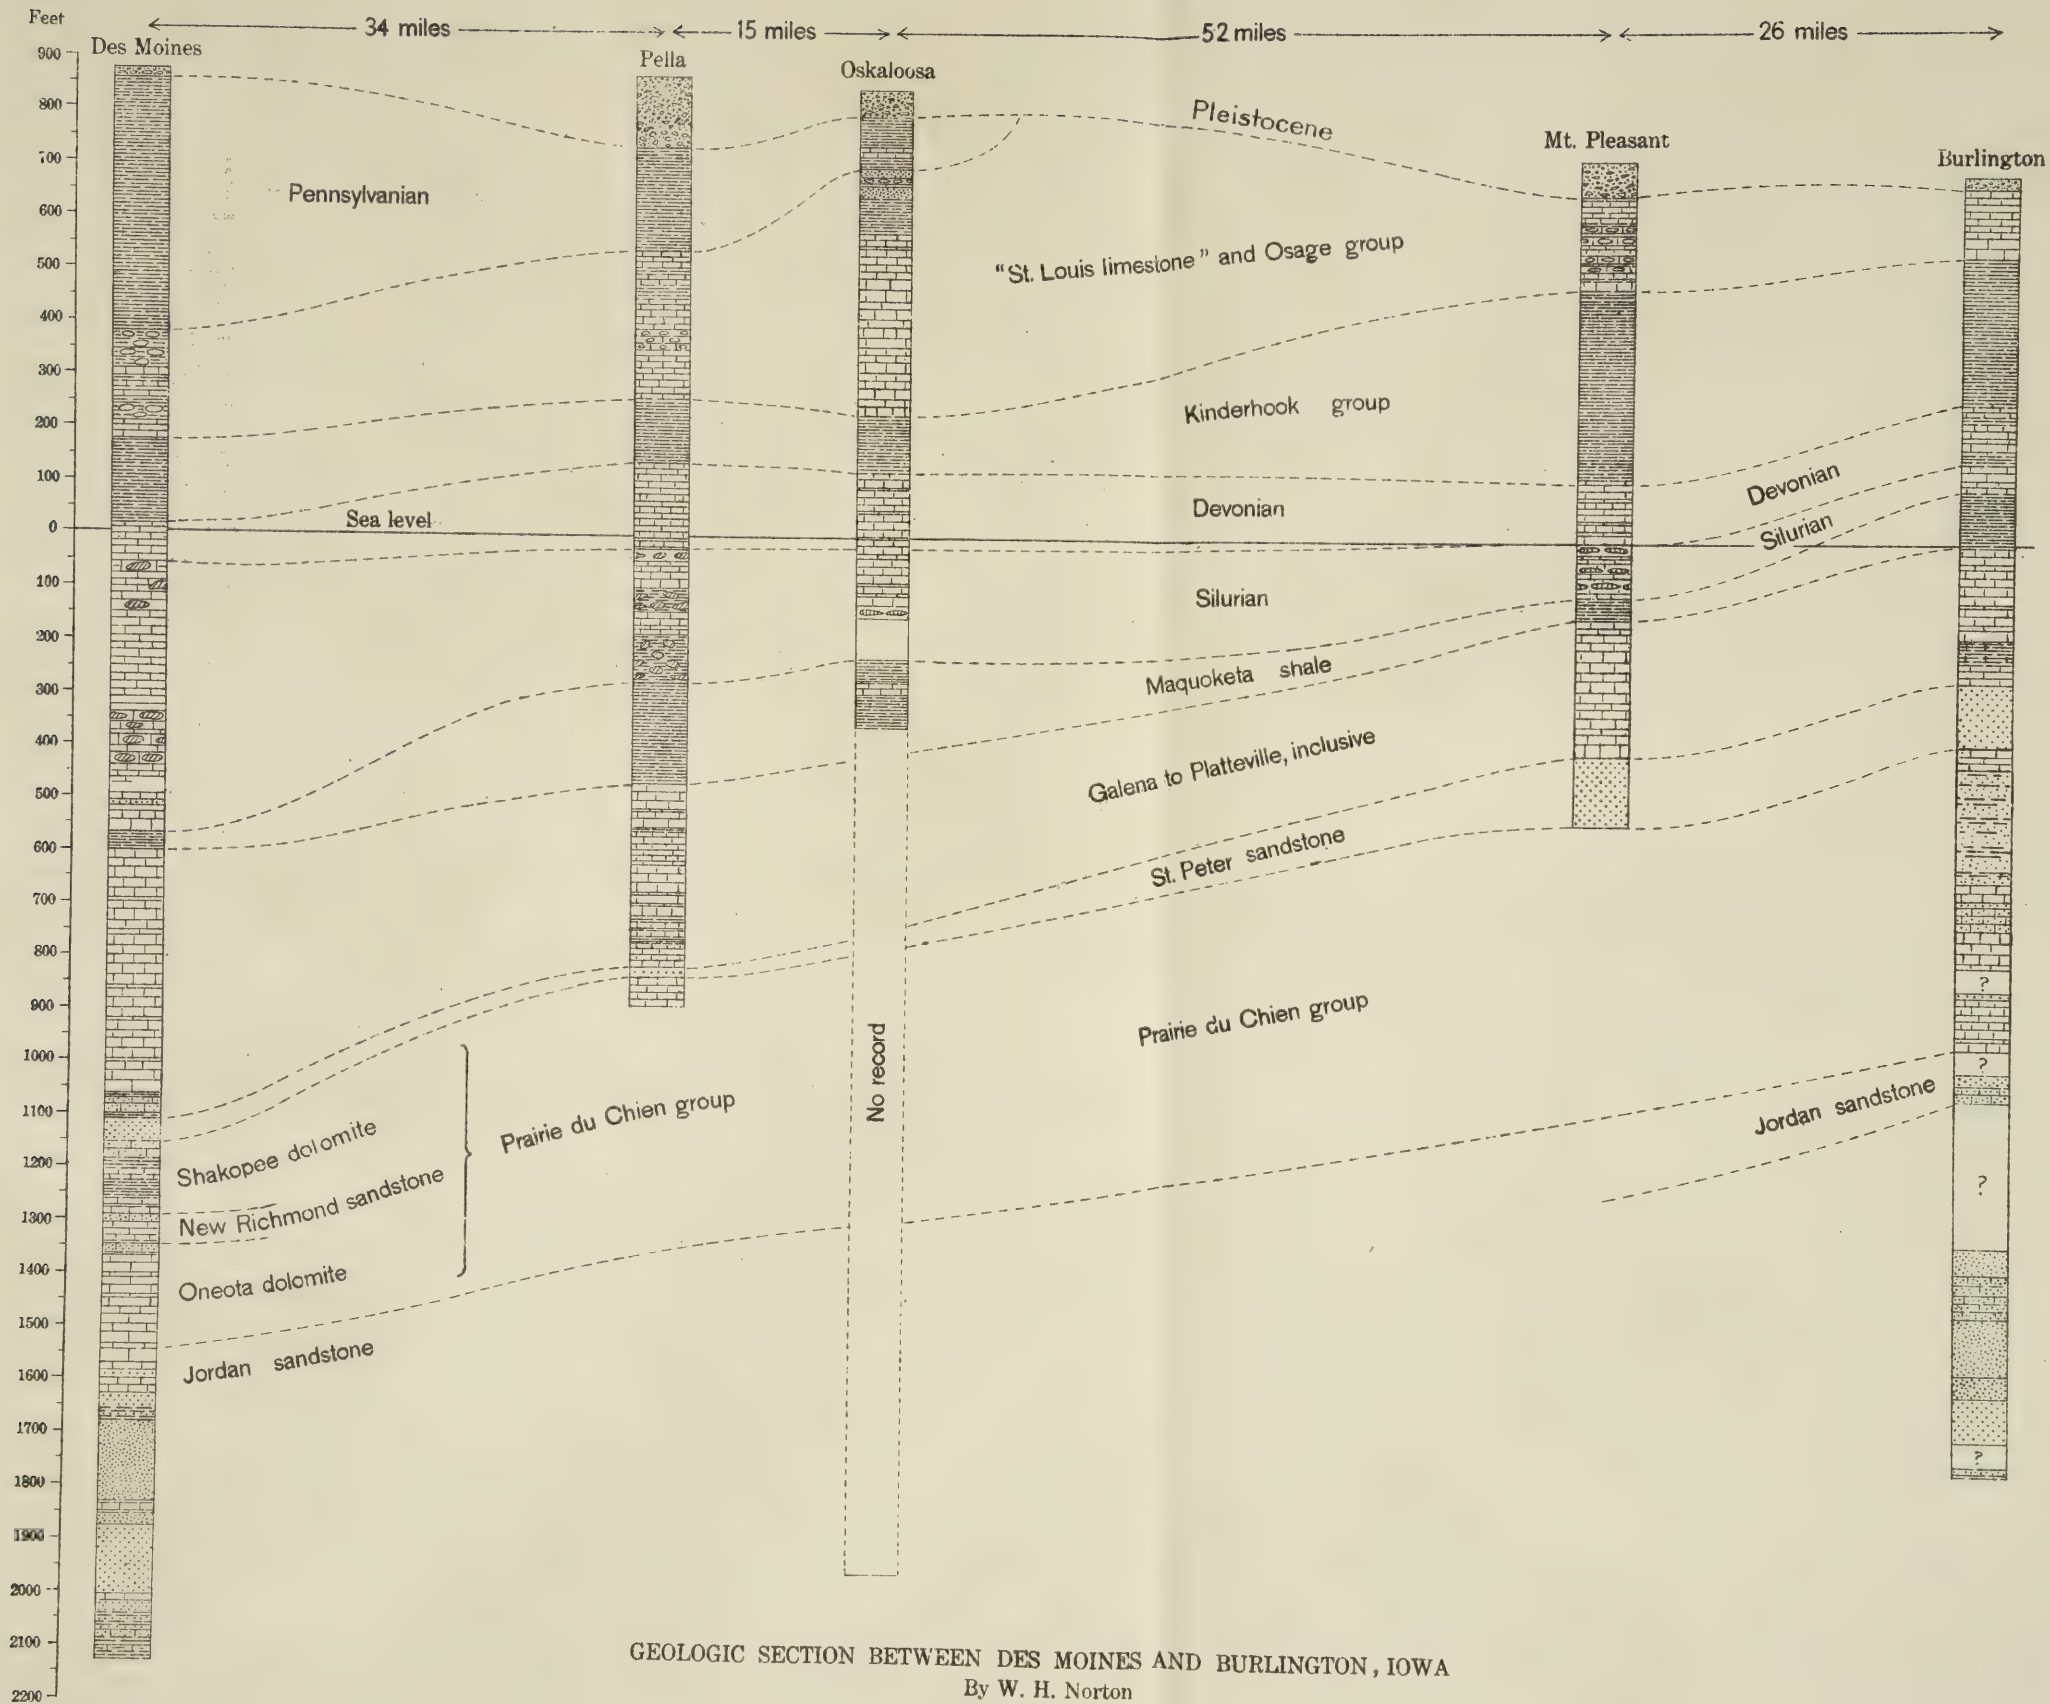 Feet
34 miles
15 miles
52 miles
26 miles
Des Moines
Pella
Oskaloosa
Mt. Pleasant
Burlington
900
800
700
600
500
400
300
200
100
0
100
200
300
400
500
600
700
800
900
1000
1100
1200
1300
1400
1500
1600
1700
1800
1900
2000
2100
2200
Pleistocene
Pennsylvanian
"St. Louis limestone" and Osage group
Kinderhook group
Devonian
Devonian
Sea level
Silurian
Silurian
Maquoketa shale
Galena to Platteville, inclusive
St. Peter sandstone
Prairie du Chien group
?
?
?
?
No record
Prairie du Chien group
Shakopee dolomite
New Richmond sandstone
Oneota dolomite
Jordan sandstone
Jordan sandstone
GEOLOGIC SECTION BETWEEN DES MOINES AND BURLINGTON, IOWA
By W. H. Norton